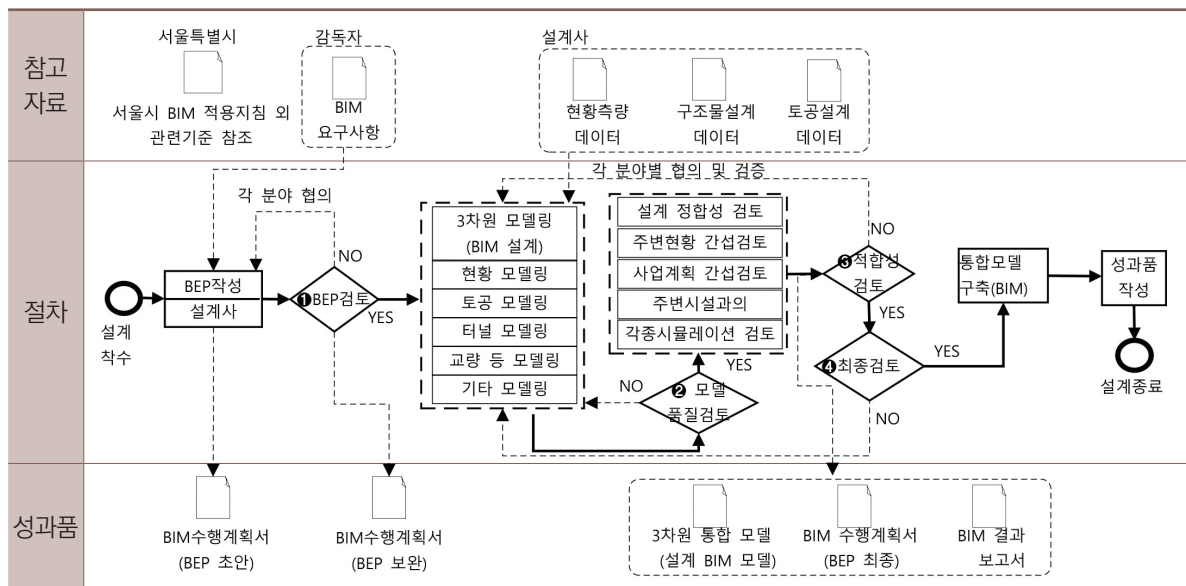 참고
자료
서울특별시
서울시 BIM 적용지침 외
관련기준 참조
감독자
BIM
요구사항
설계사
현황측량
데이터
구조물설계
데이터
토공설계
데이터
절차
각 분야 협의
각 분야별 협의 및 검증
설계
착수
BEP작성
설계사
NO
❶BEP검토
YES
3차원 모델링
(BIM 설계)
현황 모델링
토공 모델링
터널 모델링
교량 등 모델링
기타 모델링
설계 정합성 검토
주변현황 간섭검토
사업계획 간섭검토
주변시설과의
각종시뮬레이션 검토
YES
NO
❷ 모델
품질검토
NO
❸적합성
검토
YES
❹최종검토
YES
NO
통합모델
구축(BIM)
성과품
작성
설계종료
성과품
BIM수행계획서
(BEP 초안)
BIM수행계획서
(BEP 보완)
3차원 통합 모델
(설계 BIM 모델)
BIM 수행계획서
(BEP 최종)
BIM 결과
보고서